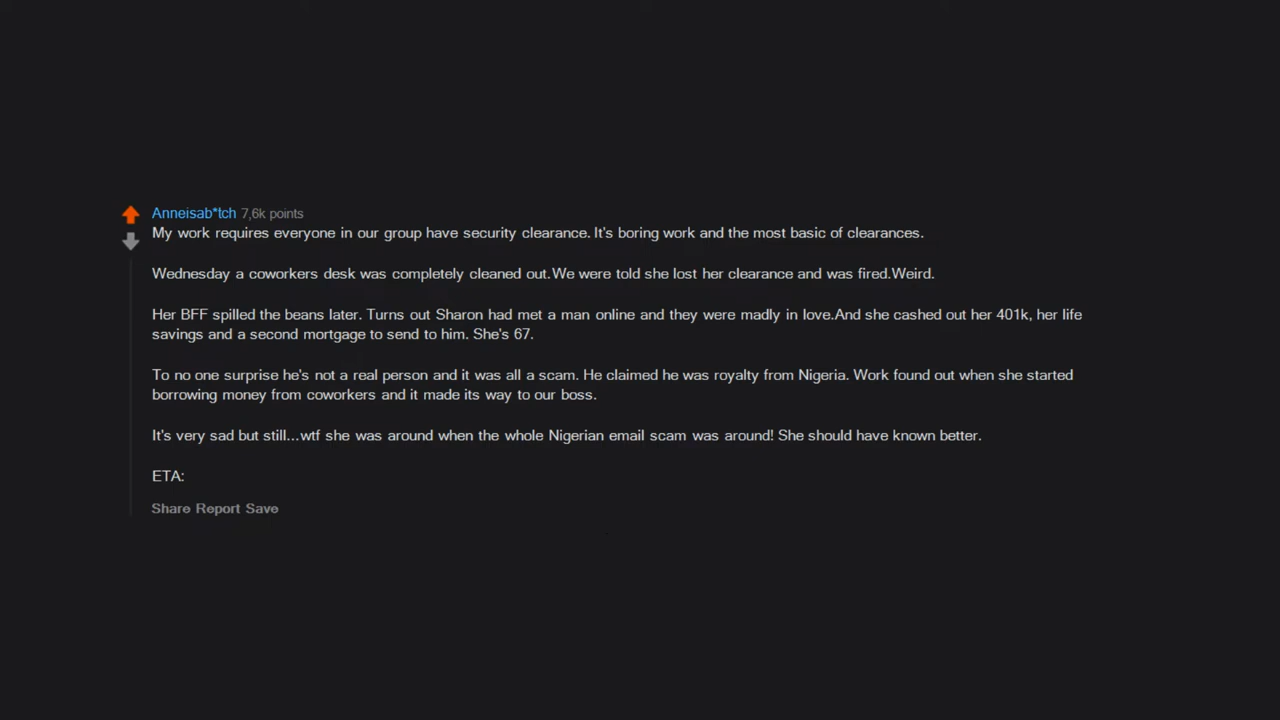 Anneisab*tch 7,6k points
My work requires everyone in our group have security clearance. It's boring work and the most basic of clearances.
Wednesday a coworkers desk was completely cleaned out.We were told she lost her clearance and was fired.Weird.
Her BFF spilled the beans later. Turns out Sharon had met a man online and they were madly in love.And she cashed out her 401k, her life
savings and a second mortgage to send to him. She's 67.
To no one surprise he's not a real person and it was all a scam. He claimed he was royalty from Nigeria. Work found out when she started
borrowing money from coworkers and it made its way to our boss.
It's very sad but still...wtf she was around when the whole Nigerian email scam was around! She should have known better.
ETA:
Share Report Save